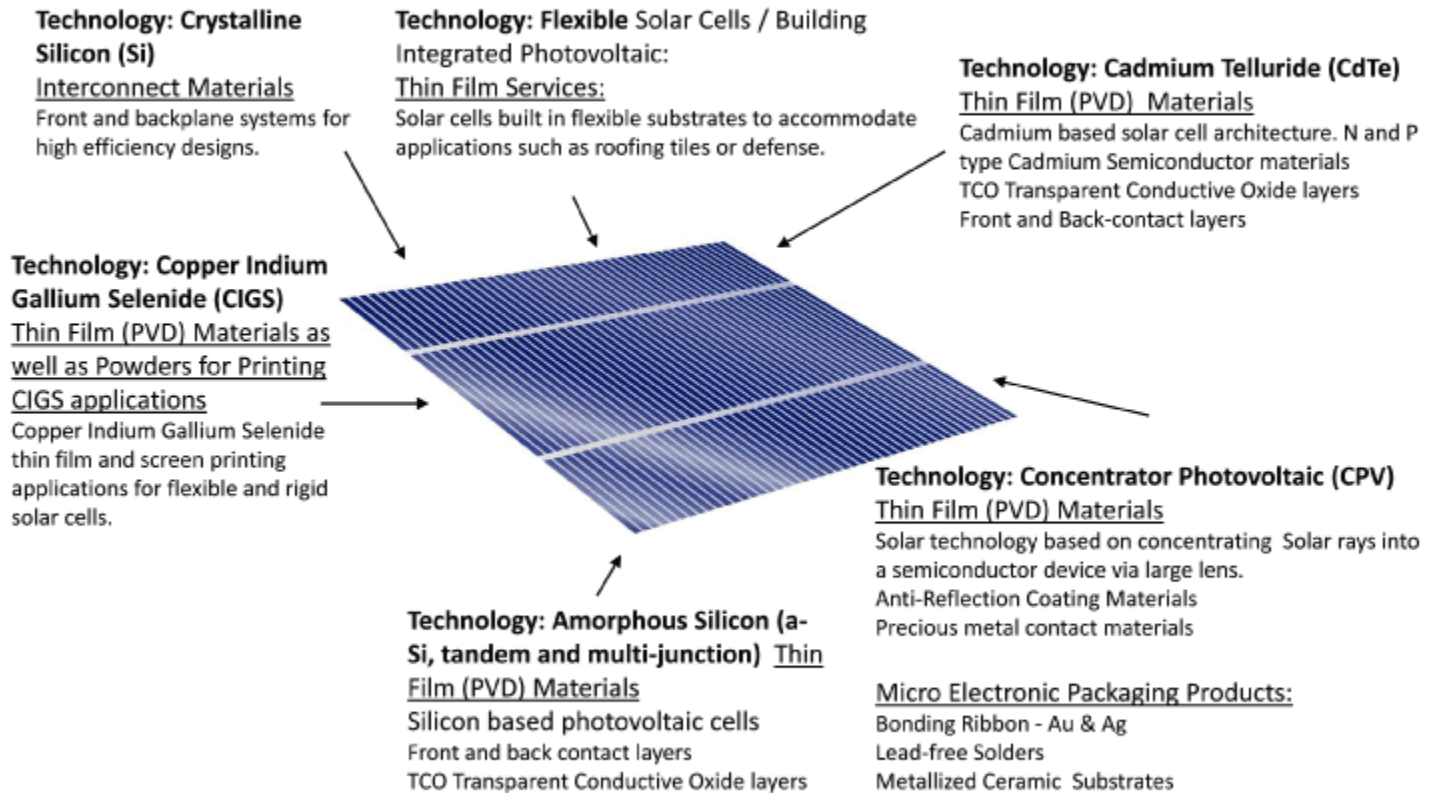 Technology: Crystalline
Silicon (Si)
Interconnect Materials
Front and backplane systems for
high efficiency designs.
Technology: Flexible Solar Cells / Building
Integrated Photovoltaic:
Thin Film Services:
Solar cells built in flexible substrates to accommodate
applications such as roofing tiles or defense.
Technology: Cadmium Telluride (CdTe)
Thin Film (PVD) Materials
Cadmium based solar cell architecture. N and P
type Cadmium Semiconductor materials
TCO Transparent Conductive Oxide layers
Front and Back-contact layers
Technology: Copper Indium
Gallium Selenide (CIGS)
Thin Film (PVD) Materials as
well as Powders for Printing
CIGS applications
Copper Indium Gallium Selenide
thin film and screen printing
applications for flexible and rigid
solar cells.
Technology: Concentrator Photovoltaic (CPV)
Thin Film (PVD) Materials
Solar technology based on concentrating Solar rays into
a semiconductor device via large lens.
Anti-Reflection Coating Materials
Precious metal contact materials
Micro Electronic Packaging Products:
Bonding Ribbon - Au & Ag
Lead-free Solders
Metallized Ceramic Substrates
Technology: Amorphous Silicon (a-
Si, tandem and multi-junction) Thin
Film (PVD) Materials
Silicon based photovoltaic cells
Front and back contact layers
TCO Transparent Conductive Oxide layers